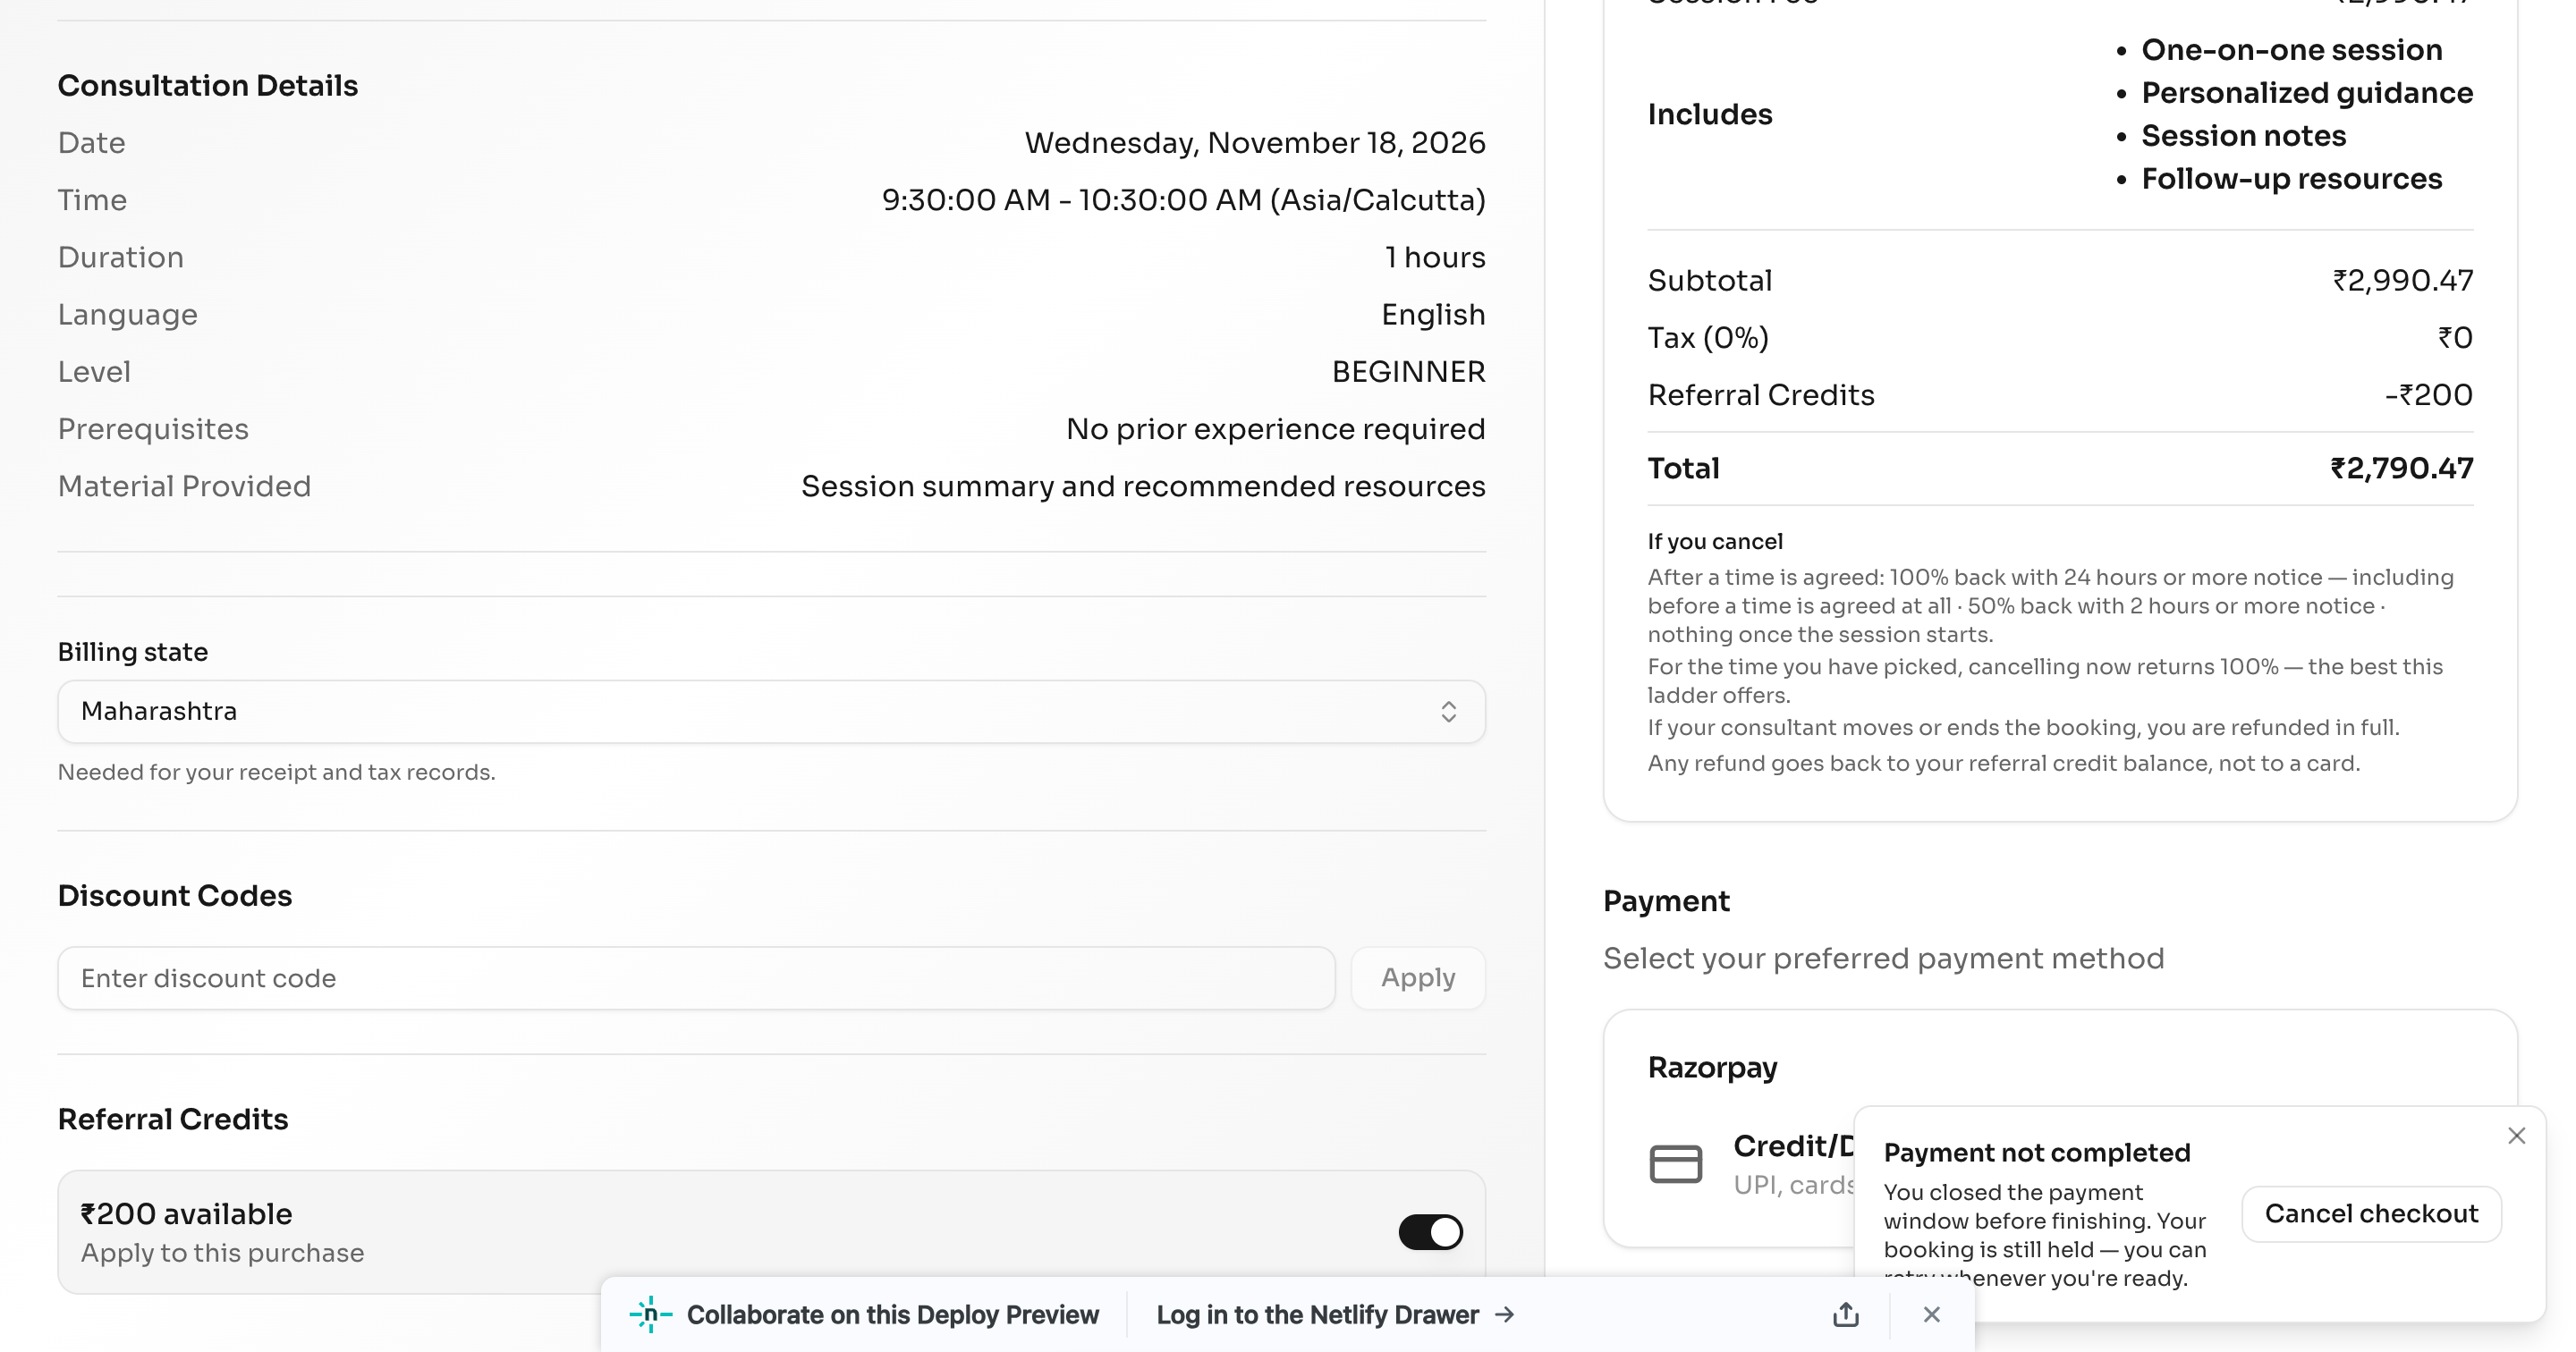 Consultation Details
Date
Wednesday, November 18, 2026
Time
9:30:00 AM - 10:30:00 AM (Asia/Calcutta)
Duration
1 hours
Language
English
Level
BEGINNER
Prerequisites
No prior experience required
Material Provided
Session summary and recommended resources
Billing state
Maharashtra
Needed for your receipt and tax records.
Discount Codes
Enter discount code
Apply
Referral Credits
₹200 available
Apply to this purchase
Includes
• One-on-one session
• Personalized guidance
• Session notes
• Follow-up resources
Subtotal
₹2,990.47
Tax (0%)
₹0
Referral Credits
-₹200
Total
₹2,790.47
If you cancel
After a time is agreed: 100% back with 24 hours or more notice — including
before a time is agreed at all · 50% back with 2 hours or more notice ·
nothing once the session starts.
For the time you have picked, cancelling now returns 100% — the best this
ladder offers.
If your consultant moves or ends the booking, you are refunded in full.
Any refund goes back to your referral credit balance, not to a card.
Payment
Select your preferred payment method
Razorpay
Credit/D
UPI, cards
Payment not completed
You closed the payment
window before finishing. Your
booking is still held — you can
retry whenever you're ready.
Cancel checkout
Collaborate on this Deploy Preview
Log in to the Netlify Drawer →